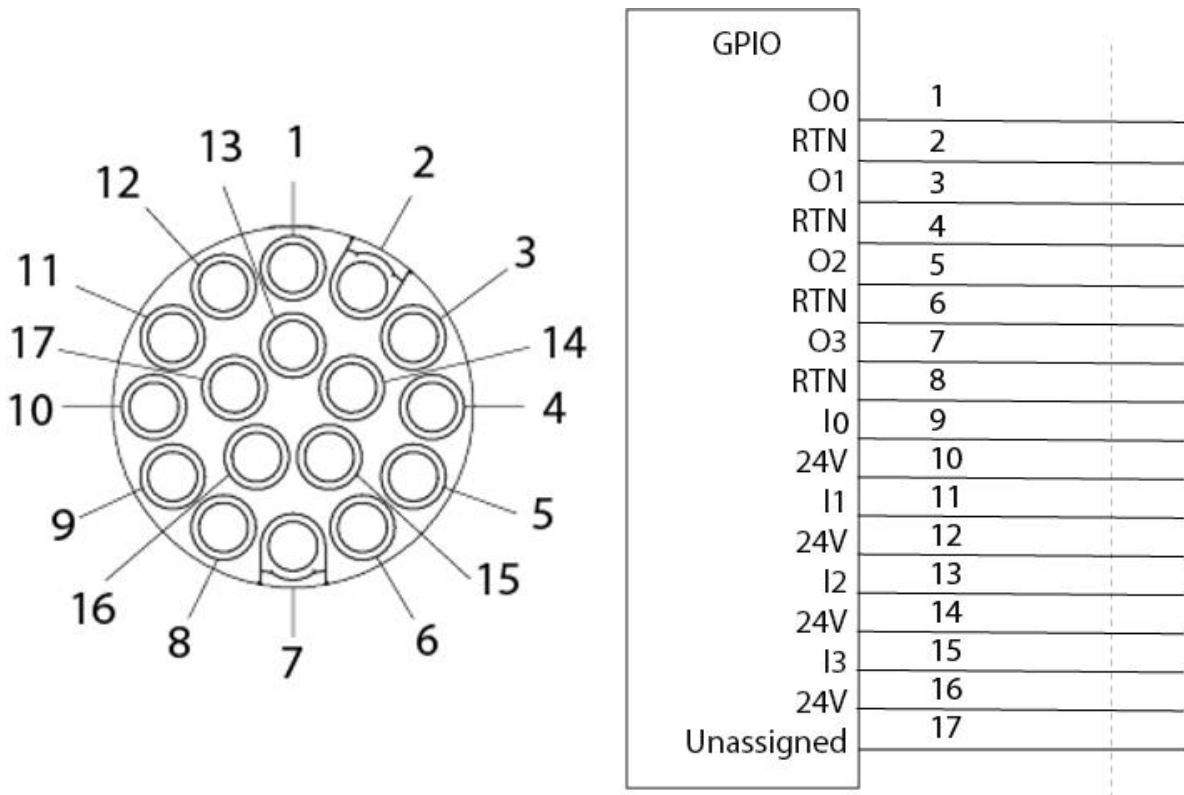 13
1
2
12
3
11
17
14
10
4
9
5
16
15
8
6
7
GPIO
O0 1
RTN 2
O1 3
RTN 4
O2 5
RTN 6
O3 7
RTN 8
I0 9
24V 10
I1 11
24V 12
I2 13
24V 14
I3 15
24V 16
Unassigned 17